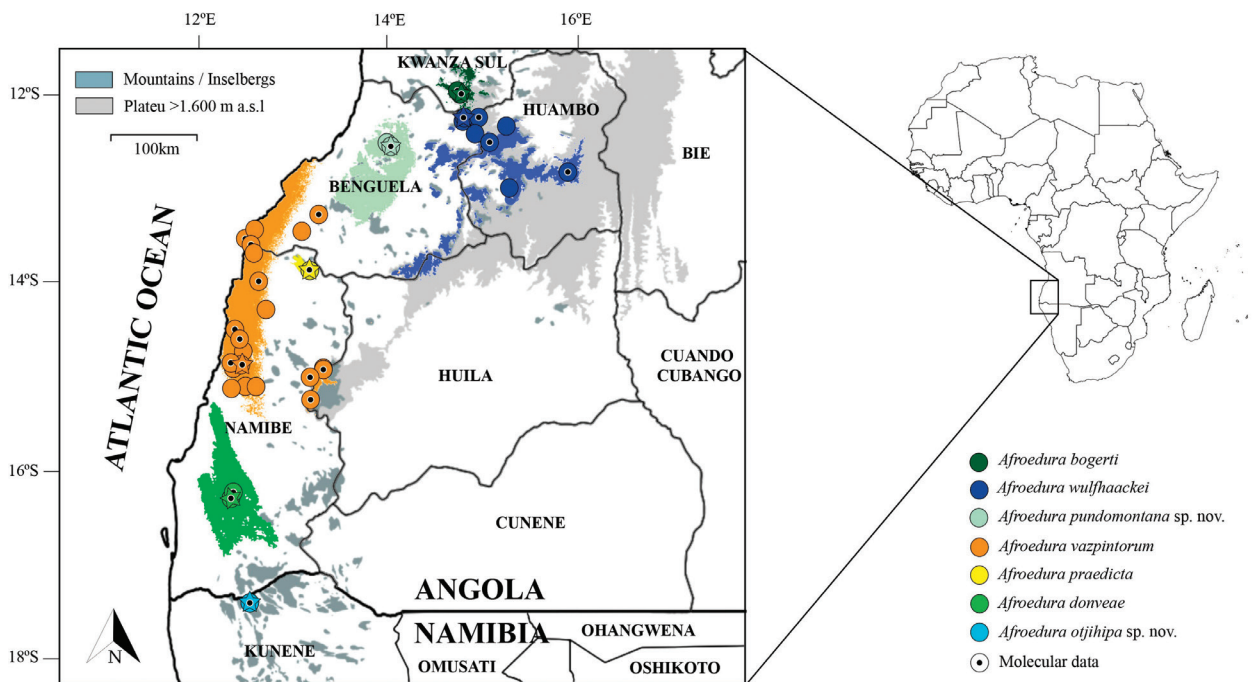 12ºE
14ºE
16ºE
KWANZA SUL
Mountains / Inselbergs
Plateu >1.600 m a.s.l
100km
12ºS
HUAMBO
BIE
BENGUELA
14ºS
ATLANTIC OCEAN
HUILA
CUANDO
CUBANGO
NAMIBE
16ºS
CUNENE
ANGOLA
NAMIBIA
OHANGWENA
KUNENE
OMUSATI
OSHIKOTO
18ºS
N
Afroedura bogerti
Afroedura wulfhaackei
Afroedura pundomontana sp. nov.
Afroedura vazpintorum
Afroedura praedicta
Afroedura donveae
Afroedura otjihipa sp. nov.
Molecular data